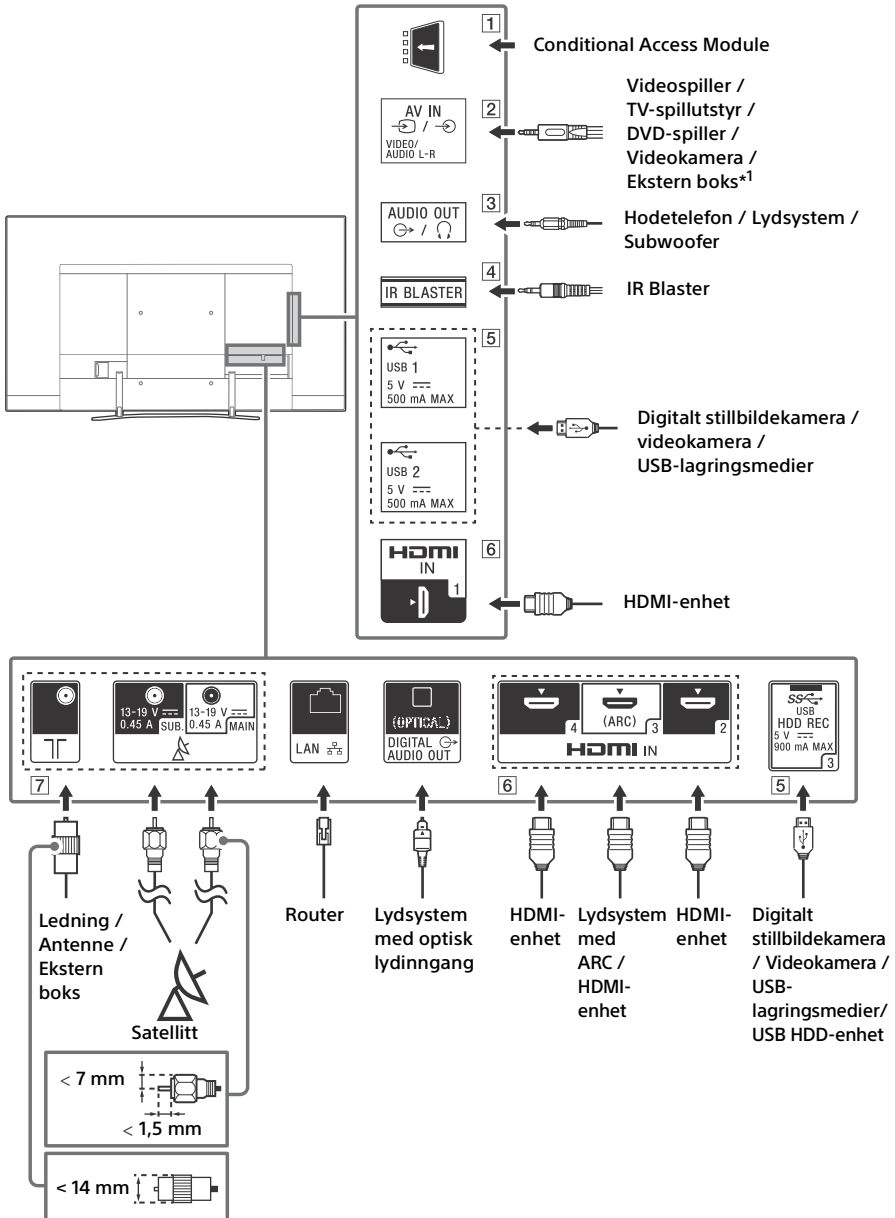 1
Conditional Access Module
2
AV IN
/
VIDEO/
AUDIO L-R
Videospiller /
TV-spillutstyr /
DVD-spiller /
Videokamera /
Ekstern boks*1
3
AUDIO OUT
/
Hodetelefon / Lydsystem /
Subwoofer
4
IR BLASTER
IR Blaster
5
USB 1
5 V
500 mA MAX
USB 2
5 V
500 mA MAX
Digitalt stillbildekamera /
videokamera /
USB-lagringsmedier
6
HDMI
IN
1
HDMI-enhet
7
13-19 V
0.45 A
SUB.
13-19 V
0.45 A
MAIN
LAN
(OPTICAL)
DIGITAL
AUDIO OUT
6
4
(ARC)
3
2
HDMI IN
5
SS
USB
HDD REC
5 V
900 mA MAX
3
Ledning /
Antenne /
Ekstern
boks
Satellitt
Router
Lydsystem
med optisk
lydinngang
HDMI-
enhet
Lydsystem
med
ARC /
HDMI-
enhet
HDMI-
enhet
Digitalt
stillbildekamera
/ Videokamera /
USB-
lagringsmedier/
USB HDD-enhet
< 7 mm
< 1,5 mm
< 14 mm